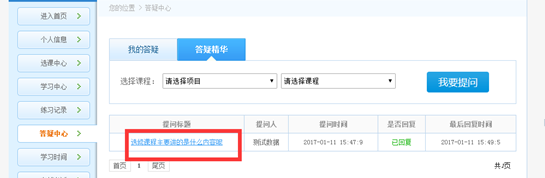 您的位置 > 答疑中心
进入首页
个人信息
选课中心
学习中心
练习记录
答疑中心
学习时间
我的答疑 答疑精华
选择课程： 请选择项目 请选择课程 我要提问
提问标题 提问人 提问时间 是否回复 最后回复时间
选修课程主要讲的是什么内容呢 测试数据 2017-01-11 15:47:9 已回复 2017-01-11 15:49:5
首页 1 尾页